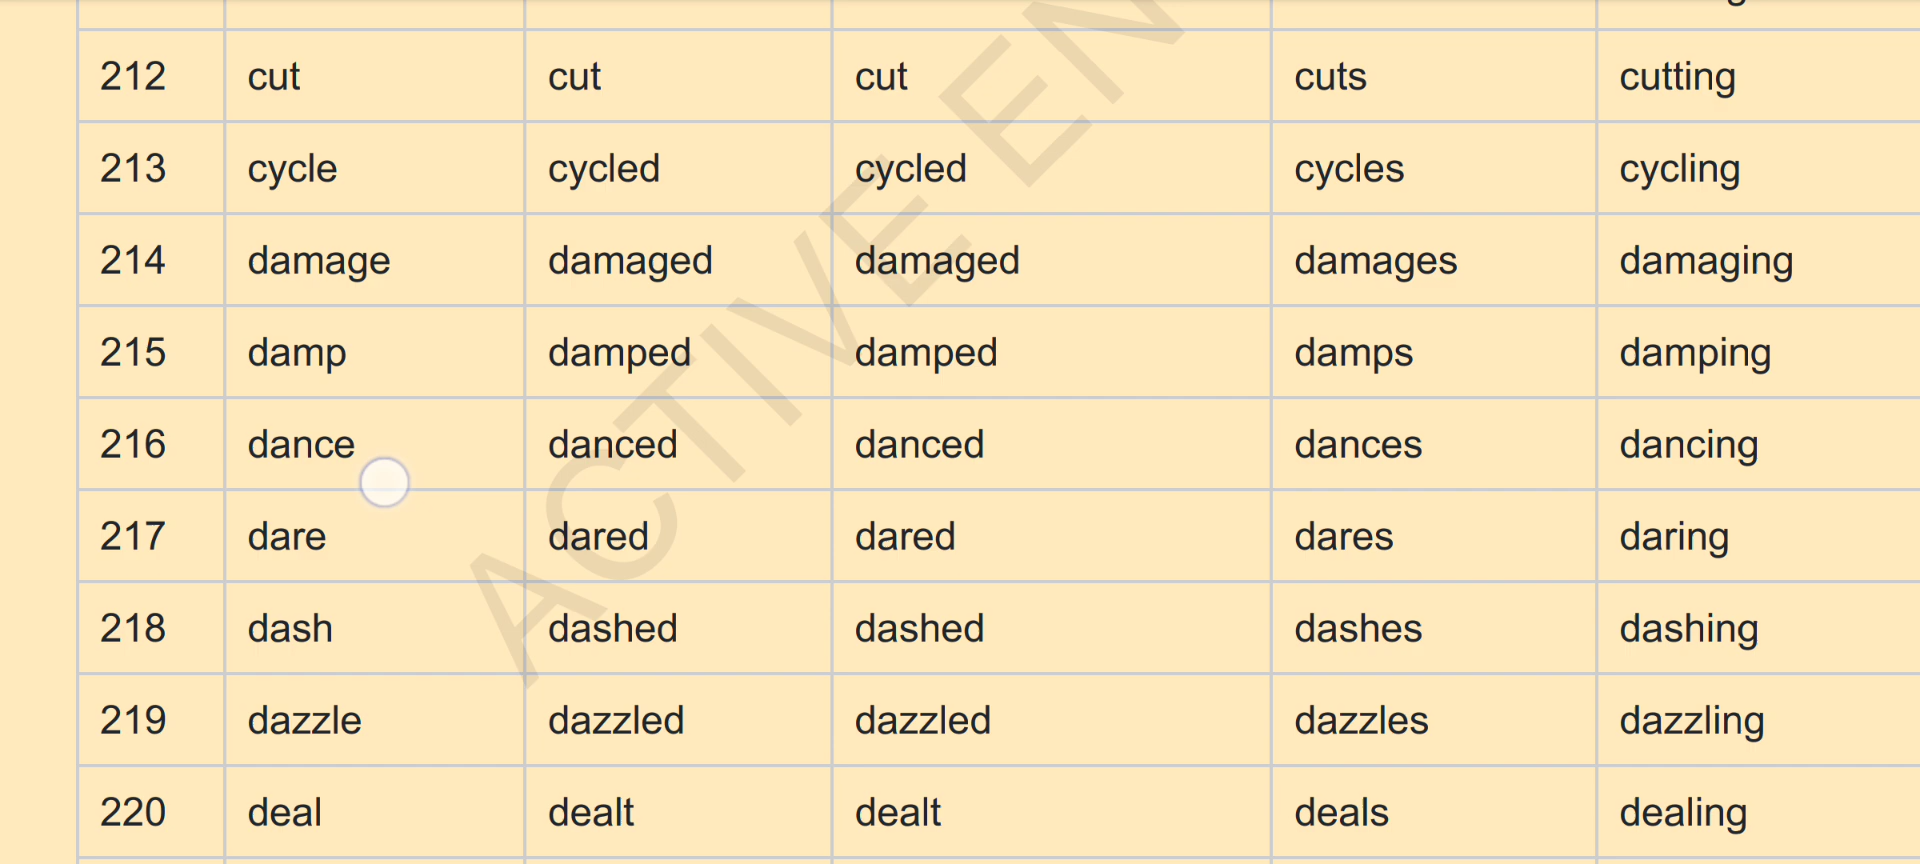 212 cut cut cut cuts cutting
213 cycle cycled cycled cycles cycling
214 damage damaged damaged damages damaging
215 damp damped damped damps damping
216 dance danced danced dances dancing
217 dare dared dared dares daring
218 dash dashed dashed dashes dashing
219 dazzle dazzled dazzled dazzles dazzling
220 deal dealt dealt deals dealing
ACTIVE EN